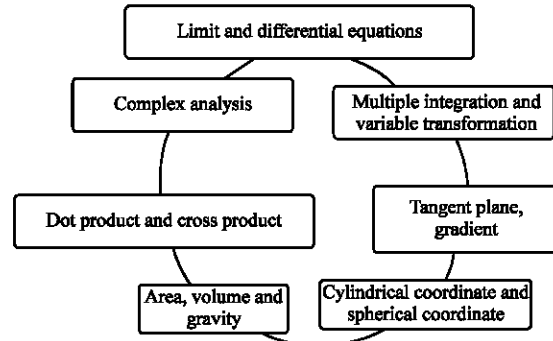 Limit and differential equations
Complex analysis
Multiple integration and
variable transformation
Dot product and cross product
Tangent plane,
gradient
Area, volume and
gravity
Cylindrical coordinate and
spherical coordinate